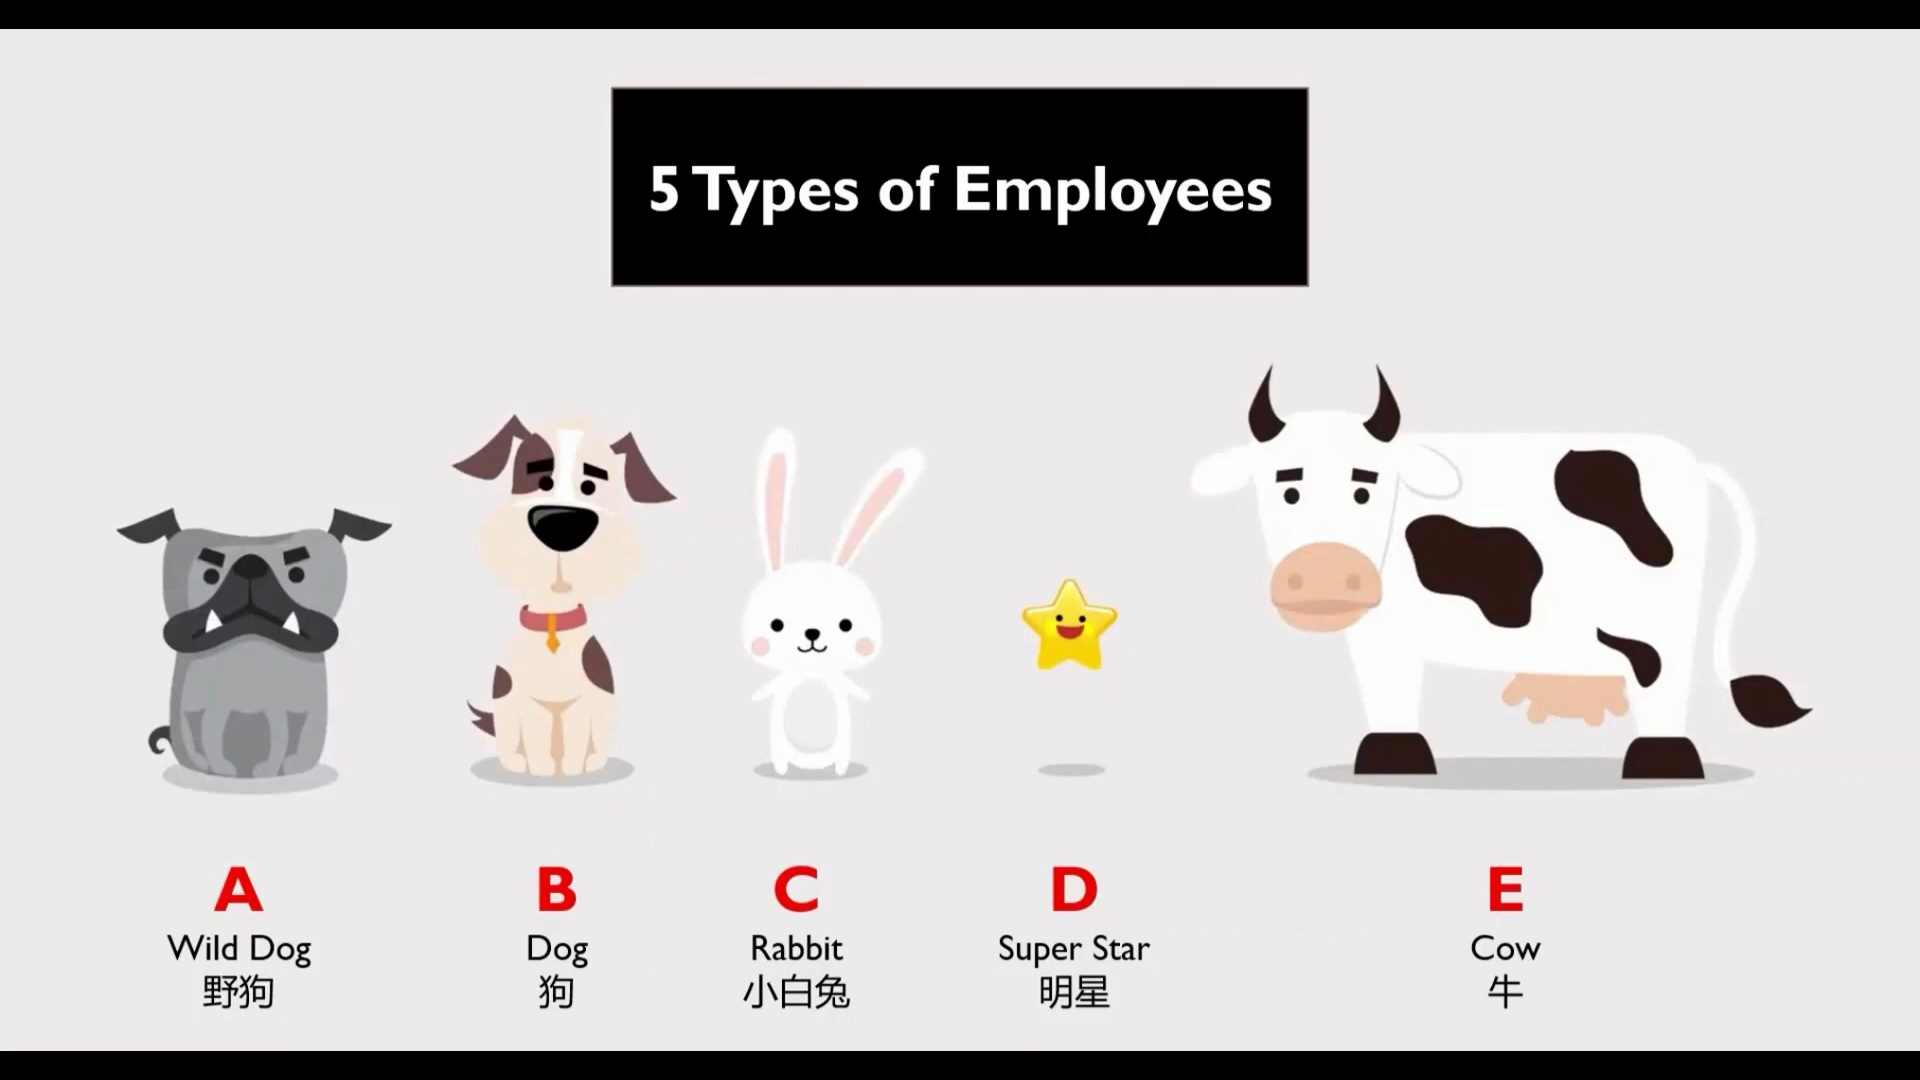 5 Types of Employees
A
Wild Dog
野狗
B
Dog
狗
C
Rabbit
小白兔
D
Super Star
明星
E
Cow
牛